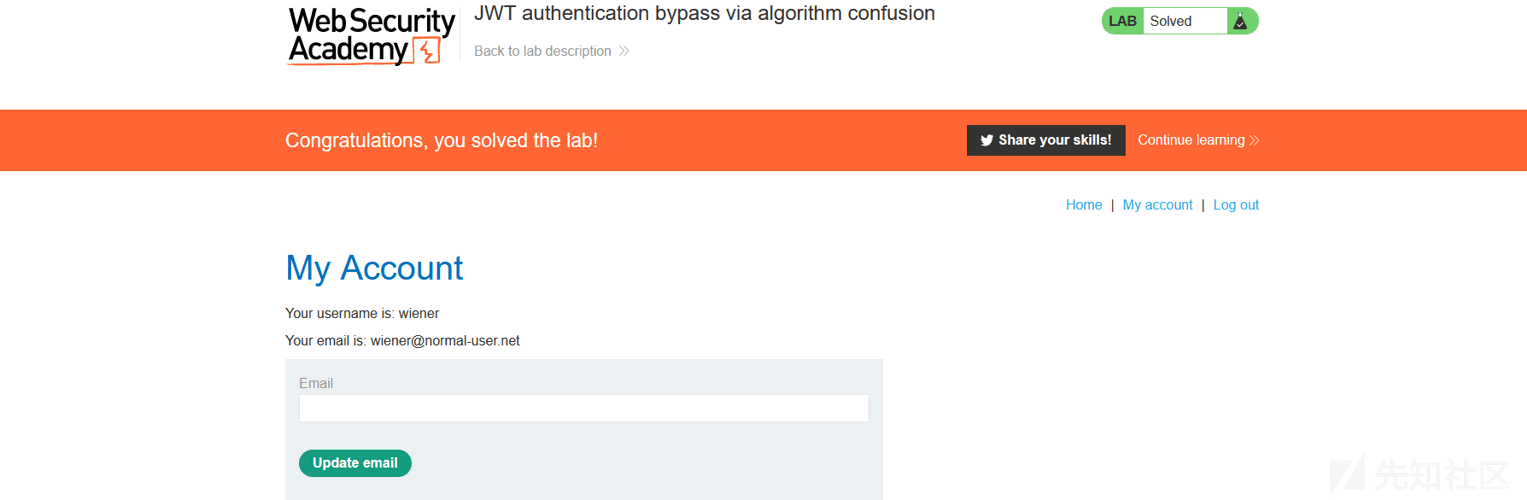 Web Security
Academy
JWT authentication bypass via algorithm confusion
Back to lab description
LAB Solved
Congratulations, you solved the lab!
Share your skills!
Continue learning
Home | My account | Log out
My Account
Your username is: wiener
Your email is: wiener@normal-user.net
Email
Update email
先知社区